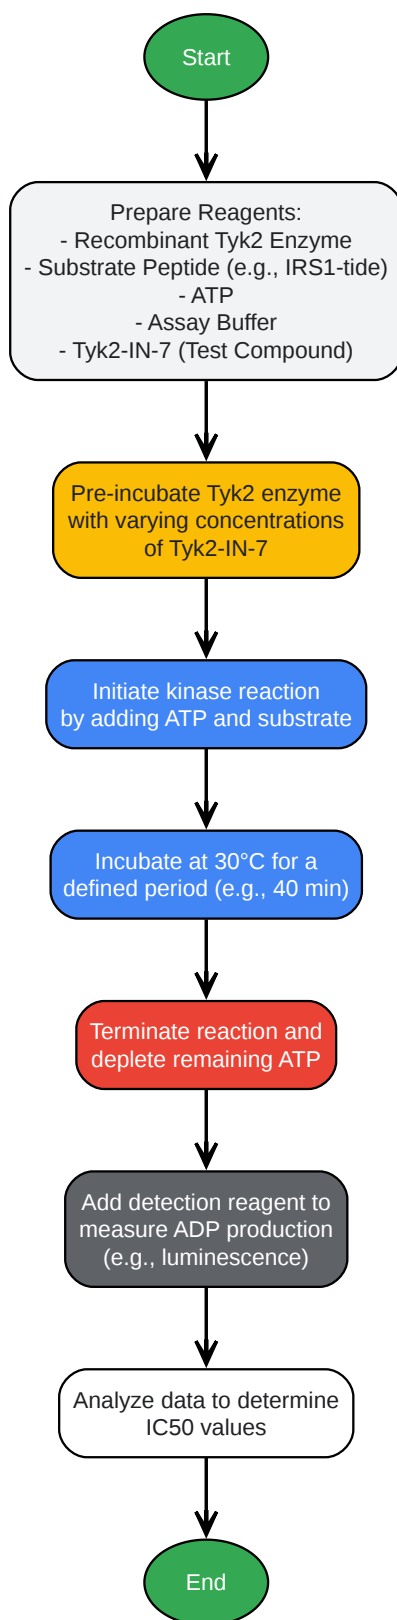 Start
Prepare Reagents:
- Recombinant Tyk2 Enzyme
- Substrate Peptide (e.g., IRS1-tide)
- ATP
- Assay Buffer
- Tyk2-IN-7 (Test Compound)
Pre-incubate Tyk2 enzyme
with varying concentrations
of Tyk2-IN-7
Initiate kinase reaction
by adding ATP and substrate
Incubate at 30°C for a
defined period (e.g., 40 min)
Terminate reaction and
deplete remaining ATP
Add detection reagent to
measure ADP production
(e.g., luminescence)
Analyze data to determine
IC50 values
End